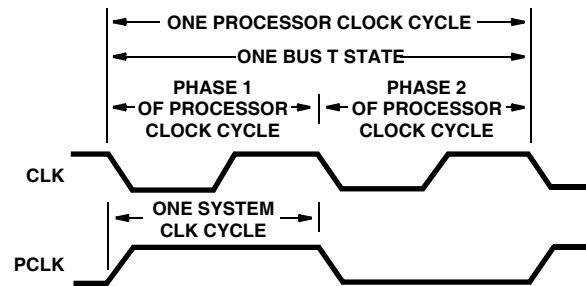 ONE PROCESSOR CLOCK CYCLE
ONE BUS T STATE
PHASE 1
OF PROCESSOR
CLOCK CYCLE
PHASE 2
OF PROCESSOR
CLOCK CYCLE
CLK
ONE SYSTEM
CLK CYCLE
PCLK